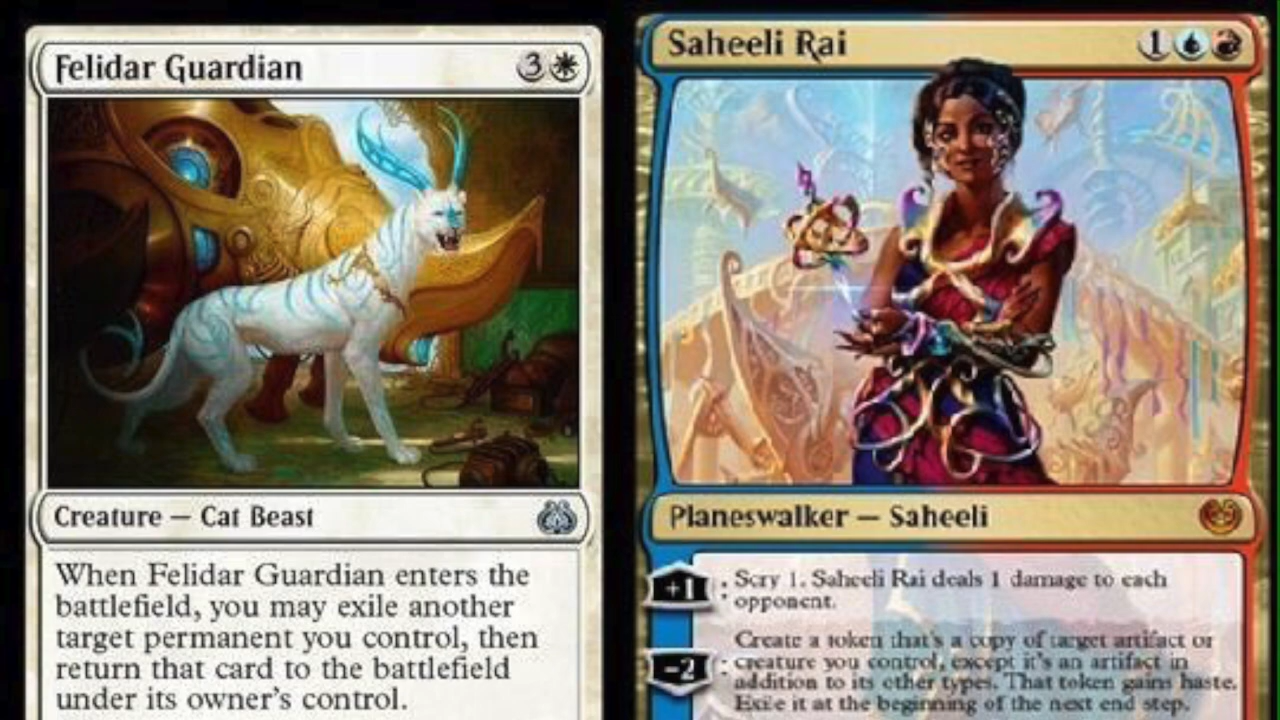 Felidar Guardian
3
Creature — Cat Beast
When Felidar Guardian enters the
battlefield, you may exile another
target permanent you control, then
return that card to the battlefield
under its owner's control.
Saheeli Rai
1
Planeswalker — Saheeli
+1: Scry 1. Saheeli Rai deals 1 damage to each
opponent.
-2: Create a token that's a copy of target artifact or
creature you control, except it's an artifact in
addition to its other types. That token gains haste.
Exile it at the beginning of the next end step.